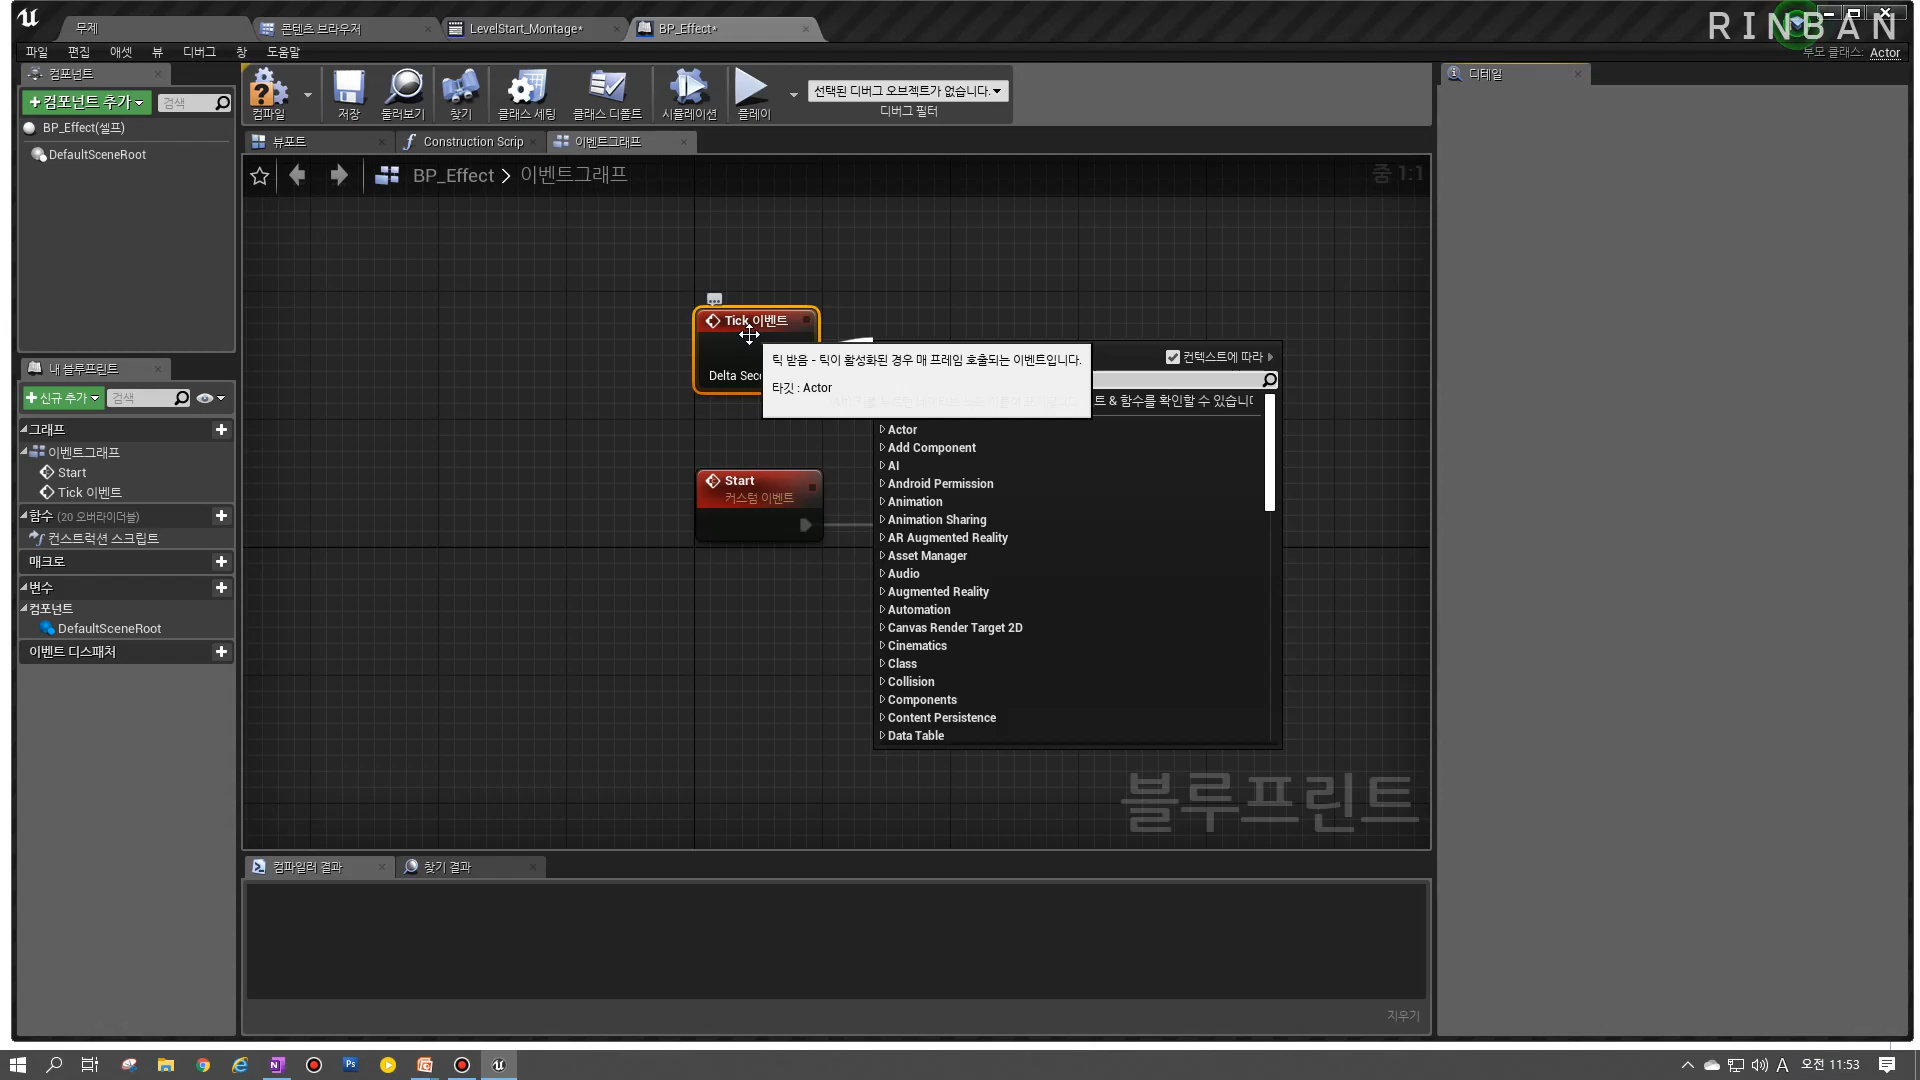 무제
콘텐츠 브라우저
LevelStart_Montage*
BP_Effect*
RINBAN
파일
편집
애셋
뷰
디버그
창
도움말
부모 클래스: Actor
컴포넌트
+컴포넌트 추가
검색
BP_Effect(셀프)
DefaultSceneRoot
컴파일
저장
둘러보기
찾기
클래스 세팅
클래스 디폴트
시뮬레이션
플레이
선택된 디버그 오브젝트가 없습니다.
디버그 필터
디테일
뷰포트
Construction Scrip
이벤트그래프
BP_Effect > 이벤트그래프
줌 1:1
Tick 이벤트
Delta Seco
틱 받음 - 틱이 활성화된 경우 매 프레임 호출되는 이벤트입니다.
타깃 : Actor
컨텍스트에 따라
트 & 함수를 확인할 수 있습니다
Start
커스텀 이벤트
Actor
Add Component
AI
Android Permission
Animation
Animation Sharing
AR Augmented Reality
Asset Manager
Audio
Augmented Reality
Automation
Canvas Render Target 2D
Cinematics
Class
Collision
Components
Content Persistence
Data Table
블루프린트
내 블루프린트
+신규 추가
검색
그래프
이벤트그래프
Start
Tick 이벤트
함수 (20 오버라이더블)
컨스트럭션 스크립트
매크로
변수
컴포넌트
DefaultSceneRoot
이벤트 디스패처
컴파일러 결과
찾기 결과
지우기
A
오전 11:53